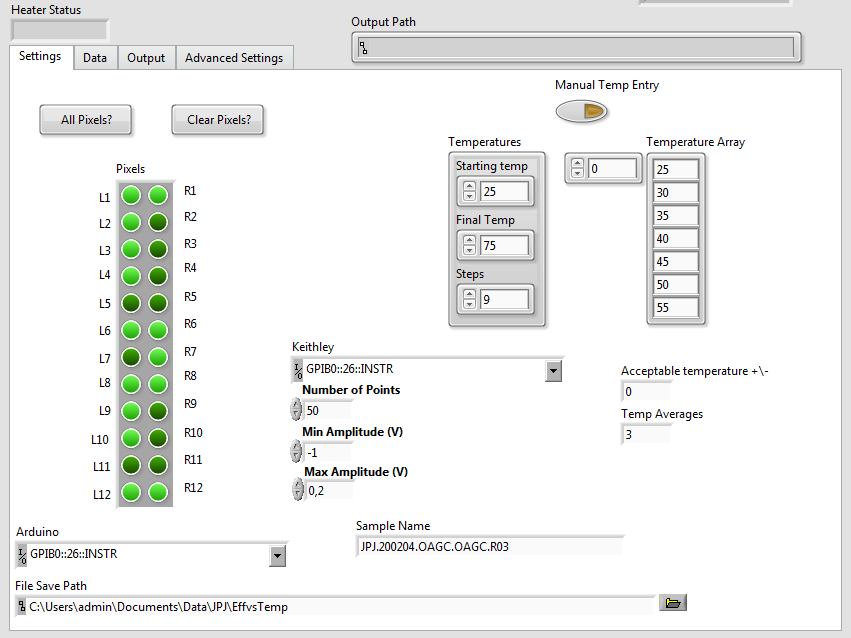 Heater Status
Output Path
Settings Data Output Advanced Settings
Manual Temp Entry
All Pixels? Clear Pixels?
Temperatures
Temperature Array
Starting temp
25
Final Temp
75
Steps
9
0
25
30
35
40
45
50
55
Pixels
L1 R1
L2 R2
L3 R3
L4 R4
L5 R5
L6 R6
L7 R7
L8 R8
L9 R9
L10 R10
L11 R11
L12 R12
Keithley
I/O GPIB0::26::INSTR
Number of Points
50
Min Amplitude (V)
-1
Max Amplitude (V)
0,2
Acceptable temperature +\-
0
Temp Averages
3
Arduino
I/O GPIB0::26::INSTR
Sample Name
JPJ.200204.OAGC.OAGC.R03
File Save Path
C:\Users\admin\Documents\Data\JPJ\EffvsTemp